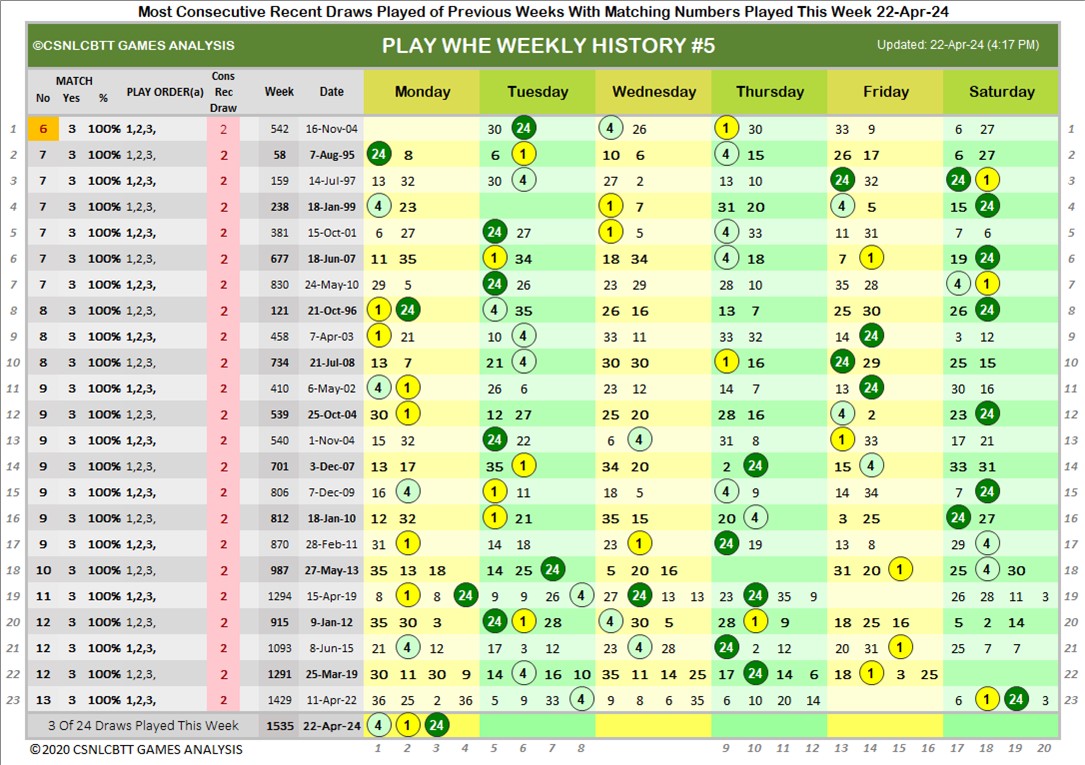 Most Consecutive Recent Draws Played of Previous Weeks With Matching Numbers Played This Week 22-Apr-24
©CSNLCBTT GAMES ANALYSIS PLAY WHE WEEKLY HISTORY #5 Updated: 22-Apr-24 (4:17 PM)
No MATCH Yes % PLAY ORDER(a) Cons Rec Draw Week Date Monday Tuesday Wednesday Thursday Friday Saturday
1 6 3 100% 1,2,3, 2 542 16-Nov-04 30 24 4 26 1 30 33 9 6 27 1
2 7 3 100% 1,2,3, 2 58 7-Aug-95 24 8 6 1 10 6 4 15 26 17 6 27 2
3 7 3 100% 1,2,3, 2 159 14-Jul-97 13 32 30 4 27 2 13 10 24 32 24 1 3
4 7 3 100% 1,2,3, 2 238 18-Jan-99 4 23 1 7 31 20 4 5 15 24 4
5 7 3 100% 1,2,3, 2 381 15-Oct-01 6 27 24 27 1 5 4 33 11 31 7 6 5
6 7 3 100% 1,2,3, 2 677 18-Jun-07 11 35 1 34 18 34 4 18 7 1 19 24 6
7 7 3 100% 1,2,3, 2 830 24-May-10 29 5 24 26 23 29 28 10 35 28 4 1 7
8 8 3 100% 1,2,3, 2 121 21-Oct-96 1 24 4 35 26 16 13 7 25 30 26 24 8
9 8 3 100% 1,2,3, 2 458 7-Apr-03 1 21 10 4 33 11 33 32 14 24 3 12 9
10 8 3 100% 1,2,3, 2 734 21-Jul-08 13 7 21 4 30 30 1 16 24 29 25 15 10
11 9 3 100% 1,2,3, 2 410 6-May-02 4 1 26 6 23 12 14 7 13 24 30 16 11
12 9 3 100% 1,2,3, 2 539 25-Oct-04 30 1 12 27 25 20 28 16 4 2 23 24 12
13 9 3 100% 1,2,3, 2 540 1-Nov-04 15 32 24 22 6 4 31 8 1 33 17 21 13
14 9 3 100% 1,2,3, 2 701 3-Dec-07 13 17 35 1 34 20 2 24 15 4 33 31 14
15 9 3 100% 1,2,3, 2 806 7-Dec-09 16 4 1 11 18 5 4 9 14 34 7 24 15
16 9 3 100% 1,2,3, 2 812 18-Jan-10 12 32 1 21 35 15 20 4 3 25 24 27 16
17 9 3 100% 1,2,3, 2 870 28-Feb-11 31 1 14 18 23 1 24 19 13 8 29 4 17
18 10 3 100% 1,2,3, 2 987 27-May-13 35 13 18 14 25 24 5 20 16 31 20 1 25 4 30 18
19 11 3 100% 1,2,3, 2 1294 15-Apr-19 8 1 8 24 9 9 26 4 27 24 13 13 23 24 35 9 26 28 11 3 19
20 12 3 100% 1,2,3, 2 915 9-Jan-12 35 30 3 24 1 28 4 30 5 28 1 9 18 25 16 5 2 14 20
21 12 3 100% 1,2,3, 2 1093 8-Jun-15 21 4 12 17 3 12 23 4 28 24 2 12 20 31 1 25 7 7 21
22 12 3 100% 1,2,3, 2 1291 25-Mar-19 30 11 30 9 14 4 16 10 35 11 14 25 17 24 14 6 18 1 3 25 22
23 13 3 100% 1,2,3, 2 1429 11-Apr-22 36 25 2 36 5 9 33 4 9 8 6 35 6 10 20 14 6 1 24 3 23
3 Of 24 Draws Played This Week 1535 22-Apr-24 4 1 24
© 2020 CSNLCBTT GAMES ANALYSIS 1 2 3 4 5 6 7 8 9 10 11 12 13 14 15 16 17 18 19 20